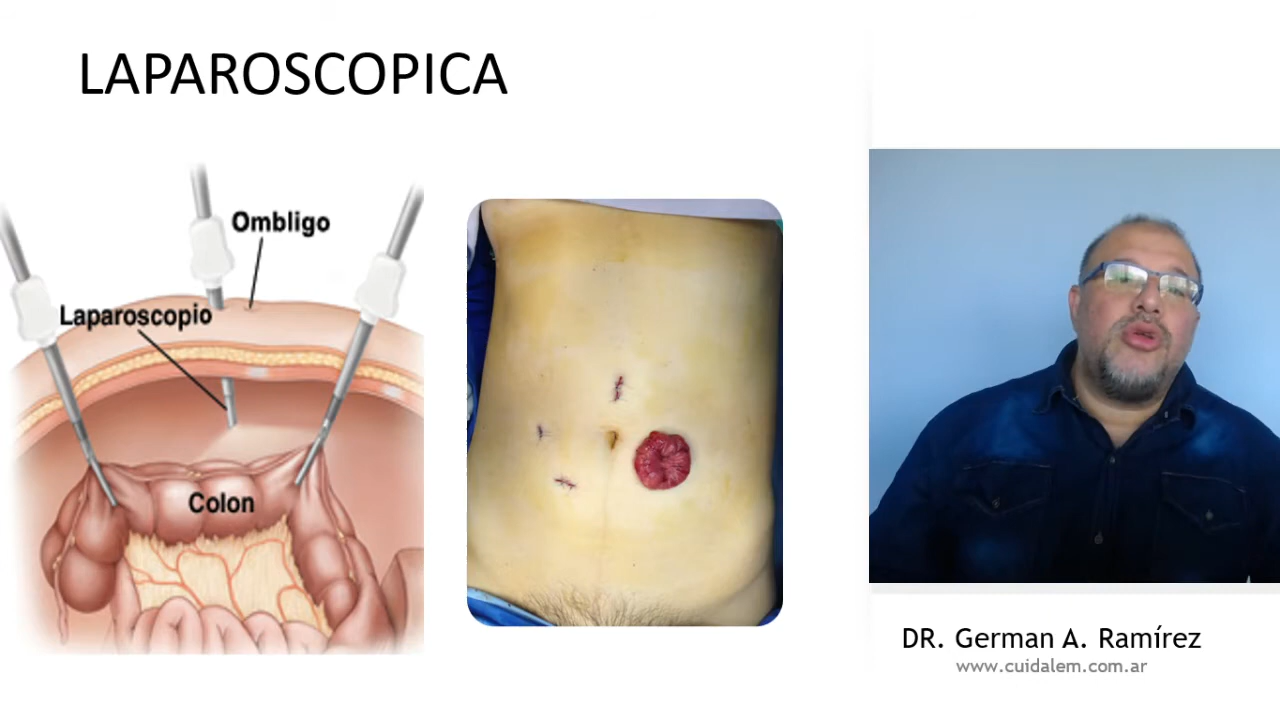 LAPAROSCOPICA
Ombligo
Laparoscopio
Colon
DR. German A. Ramírez
www.cuidalem.com.ar